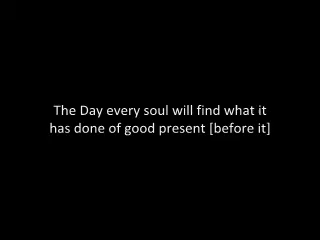 The Day every soul will find what it
has done of good present [before it]